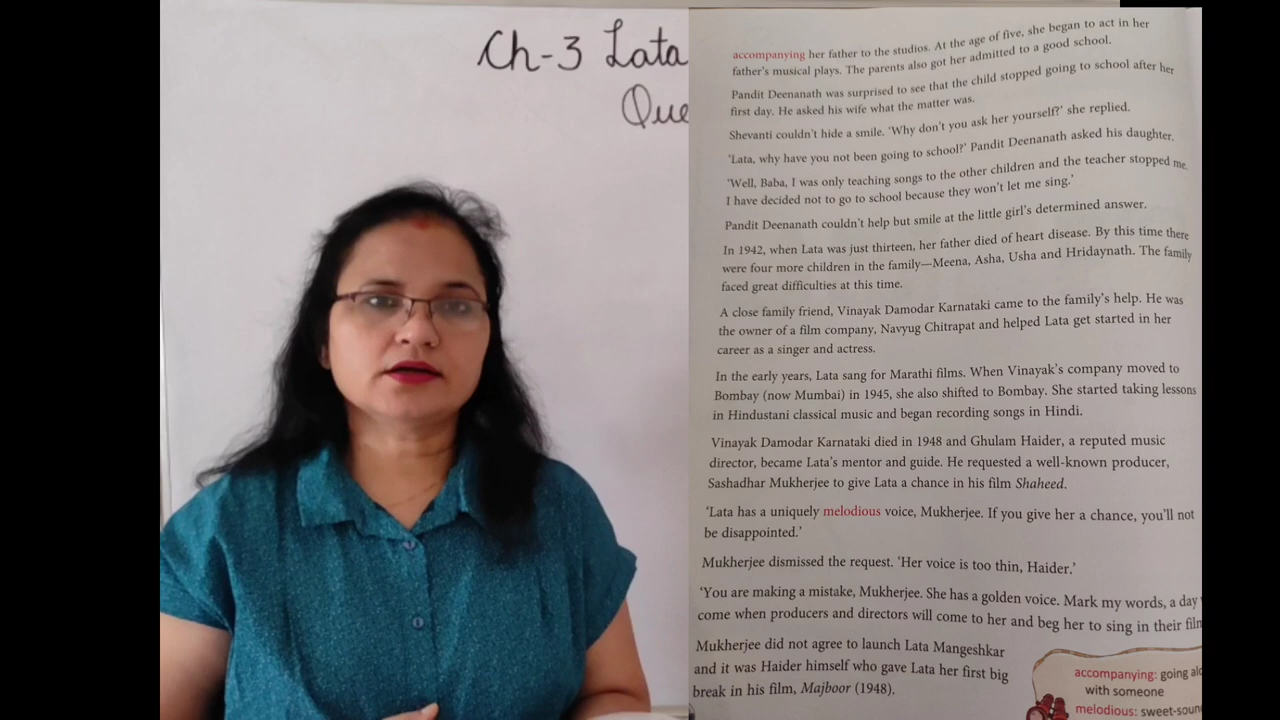 Ch-3 Lata
Que
accompanying her father to the studios. At the age of five, she began to act in her
father's musical plays. The parents also got her admitted to a good school.
Pandit Deenanath was surprised to see that the child stopped going to school after her
first day. He asked his wife what the matter was.
Shevanti couldn't hide a smile. 'Why don't you ask her yourself?' she replied.
'Lata, why have you not been going to school?' Pandit Deenanath asked his daughter.
'Well, Baba, I was only teaching songs to the other children and the teacher stopped me.
I have decided not to go to school because they won't let me sing.'
Pandit Deenanath couldn't help but smile at the little girl's determined answer.
In 1942, when Lata was just thirteen, her father died of heart disease. By this time there
were four more children in the family—Meena, Asha, Usha and Hridaynath. The family
faced great difficulties at this time.
A close family friend, Vinayak Damodar Karnataki came to the family's help. He was
the owner of a film company, Navyug Chitrapat and helped Lata get started in her
career as a singer and actress.
In the early years, Lata sang for Marathi films. When Vinayak's company moved to
Bombay (now Mumbai) in 1945, she also shifted to Bombay. She started taking lessons
in Hindustani classical music and began recording songs in Hindi.
Vinayak Damodar Karnataki died in 1948 and Ghulam Haider, a reputed music
director, became Lata's mentor and guide. He requested a well-known producer,
Sashadhar Mukherjee to give Lata a chance in his film Shaheed.
'Lata has a uniquely melodious voice, Mukherjee. If you give her a chance, you'll not
be disappointed.'
Mukherjee dismissed the request. 'Her voice is too thin, Haider.'
'You are making a mistake, Mukherjee. She has a golden voice. Mark my words, a day
come when producers and directors will come to her and beg her to sing in their
Mukherjee did not agree to launch Lata Mangeshkar
and it was Haider himself who gave Lata her first big
break in his film, Majboor (1948).
accompanying: going
with someone
melodious: